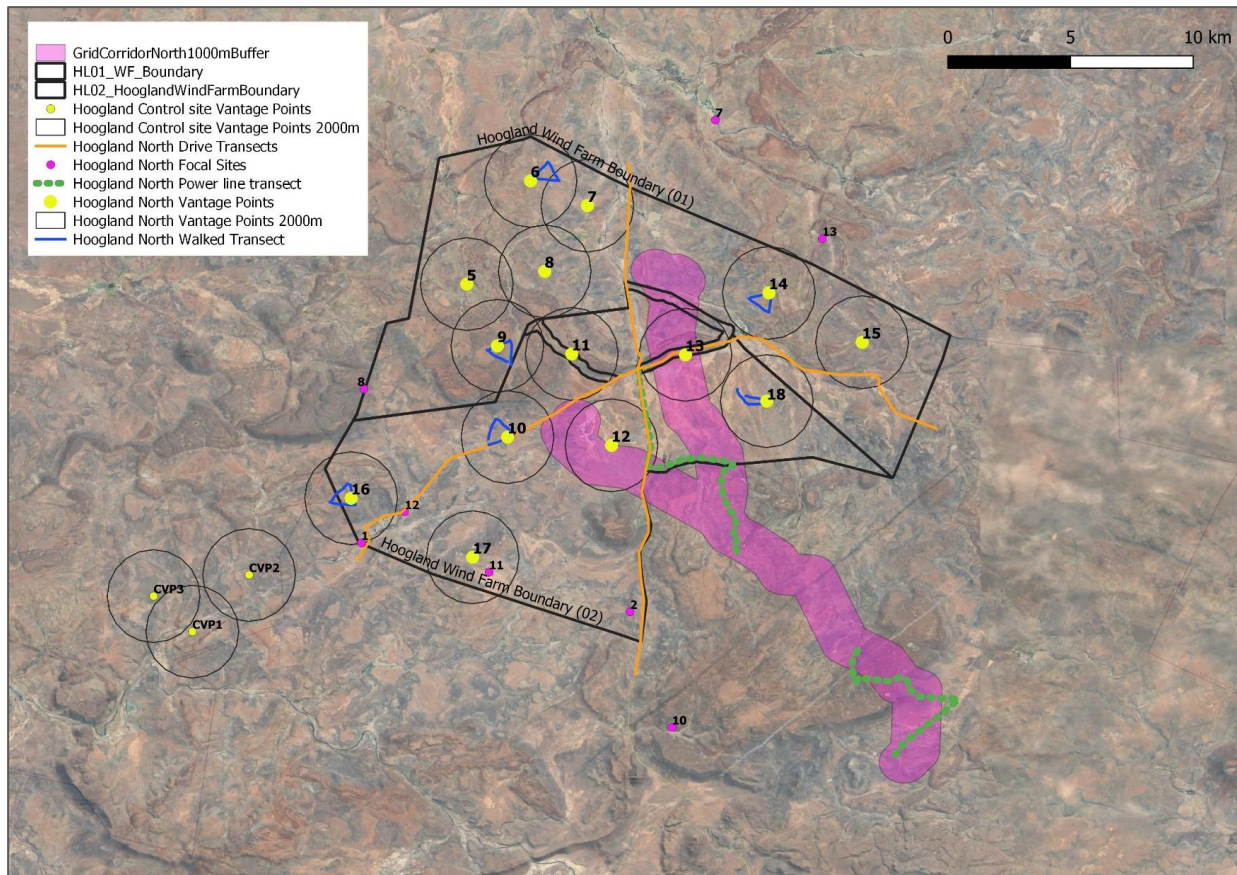 GridCorridorNorth1000mBuffer
HL01_WF_Boundary
HL02_HooglandWindFarmBoundary
Hoogland Control site Vantage Points
Hoogland Control site Vantage Points 2000m
Hoogland North Drive Transects
Hoogland North Focal Sites
Hoogland North Power line transect
Hoogland North Vantage Points
Hoogland North Vantage Points 2000m
Hoogland North Walked Transect
0 5 10 km
7
Hoogland Wind Farm Boundary (01)
6
7
13
8
5
14
15
9
11
13
8
18
10
12
16
12
1
17
11
Hoogland Wind Farm Boundary (02)
CVP2
CVP3
CVP1
2
10